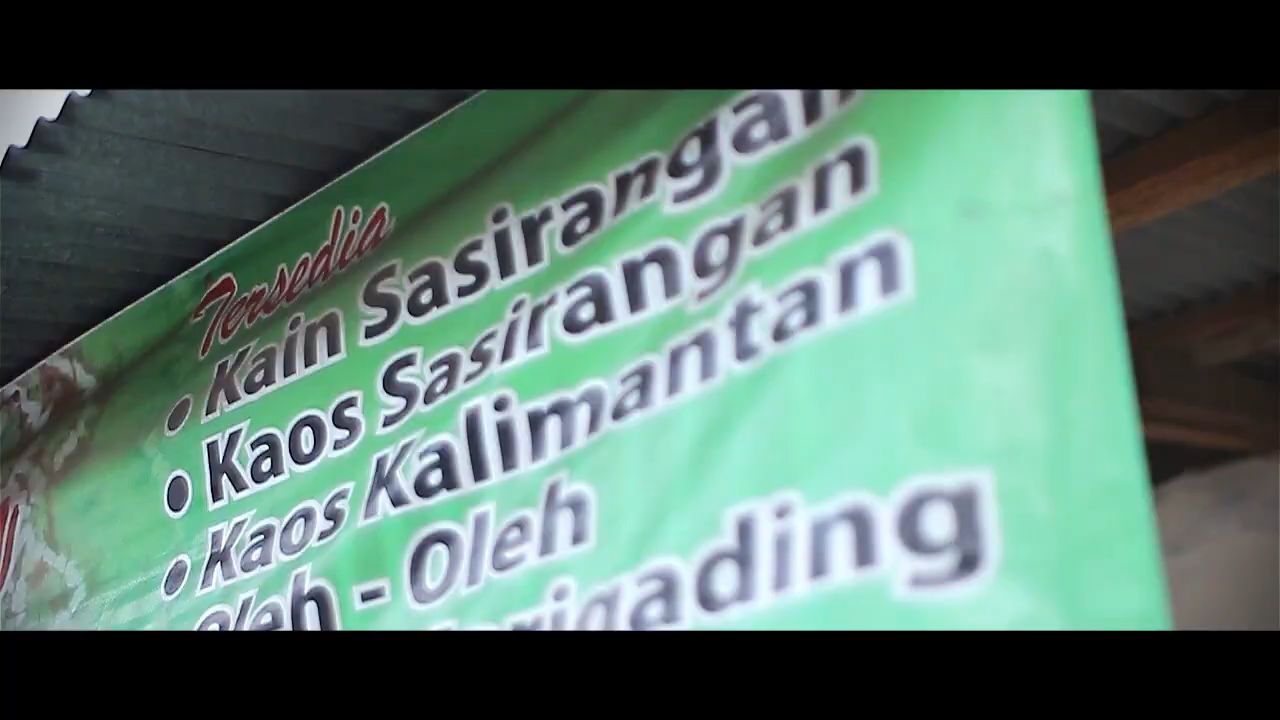 Tersedia
• Kain Sasirangan
• Kaos Sasirangan
• Kaos Kalimantan
Oleh - Oleh